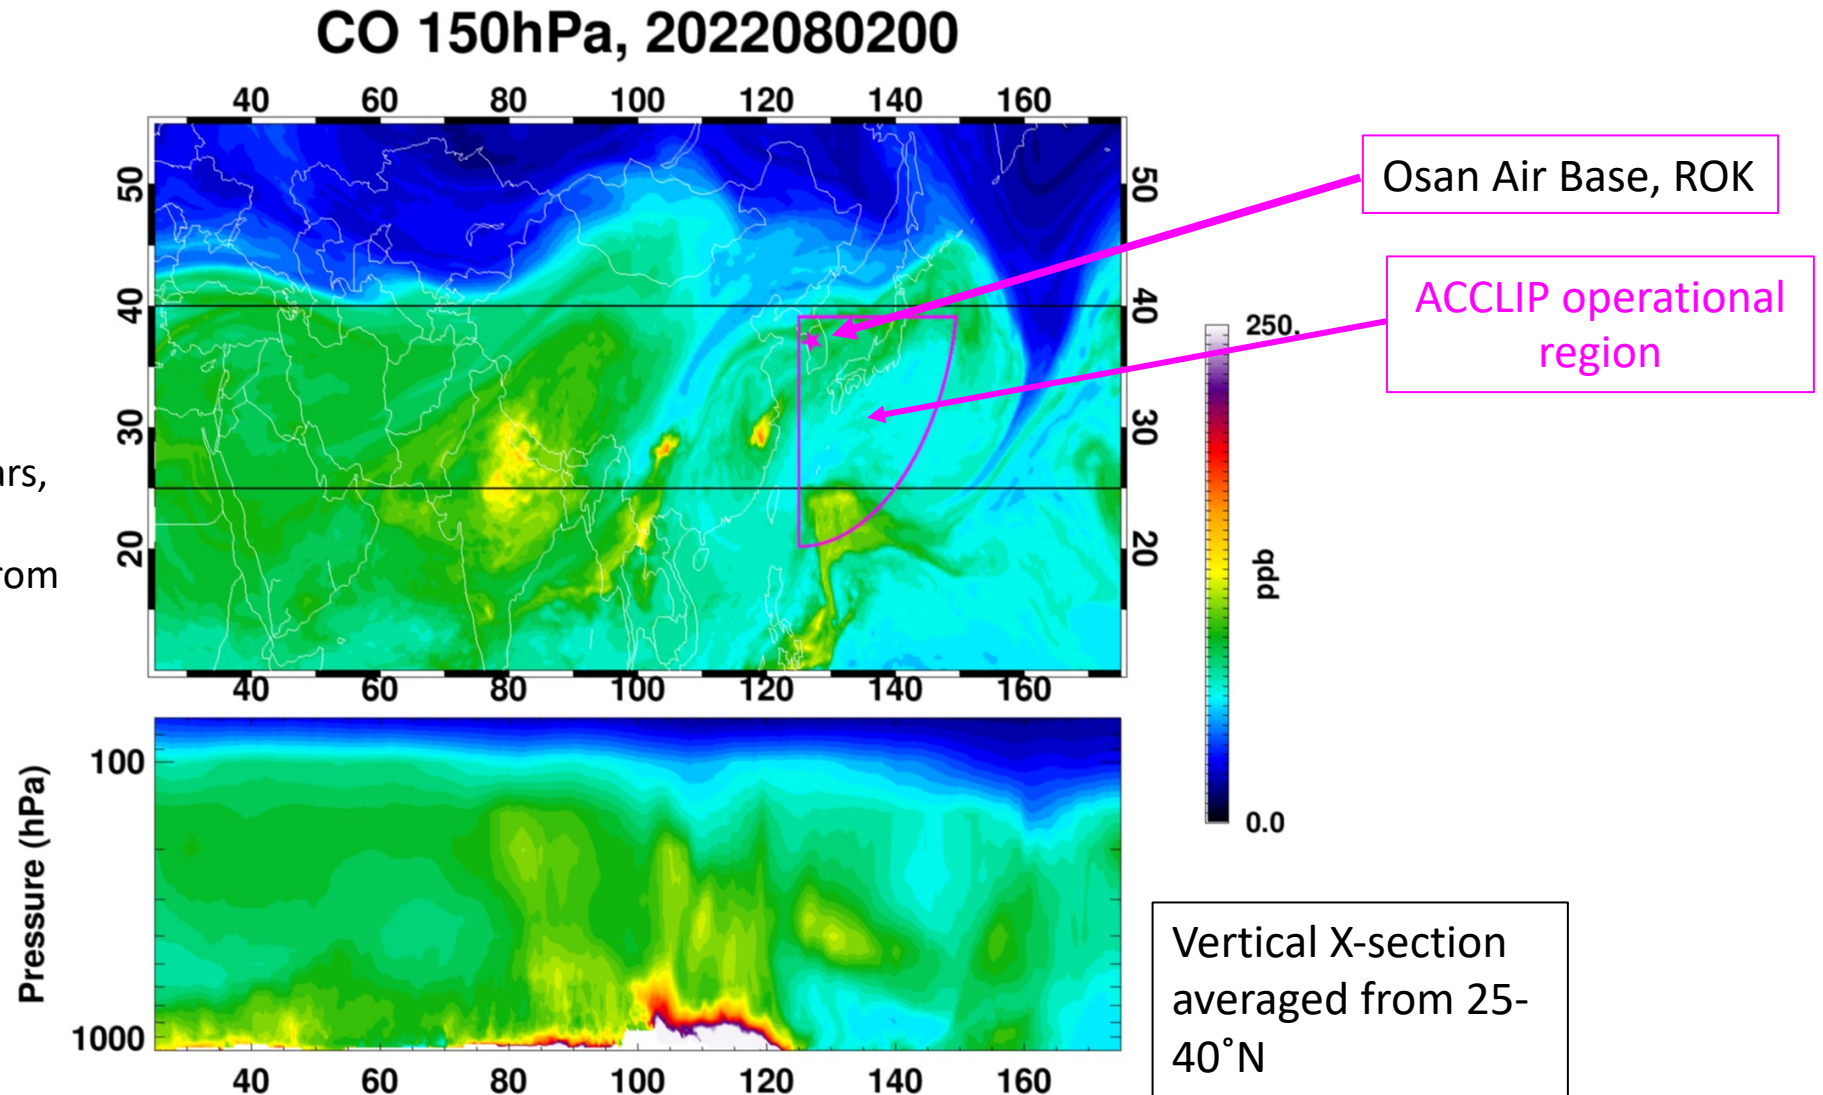 CO 150hPa, 2022080200
40 60 80 100 120 140 160
50
40
30
20
50
40
30
20
40 60 80 100 120 140 160
Osan Air Base, ROK
ACCLIP operational
region
250.
ppb
0.0
ars,
rom
100
1000
Pressure (hPa)
40 60 80 100 120 140 160
Vertical X-section
averaged from 25-
40˚N